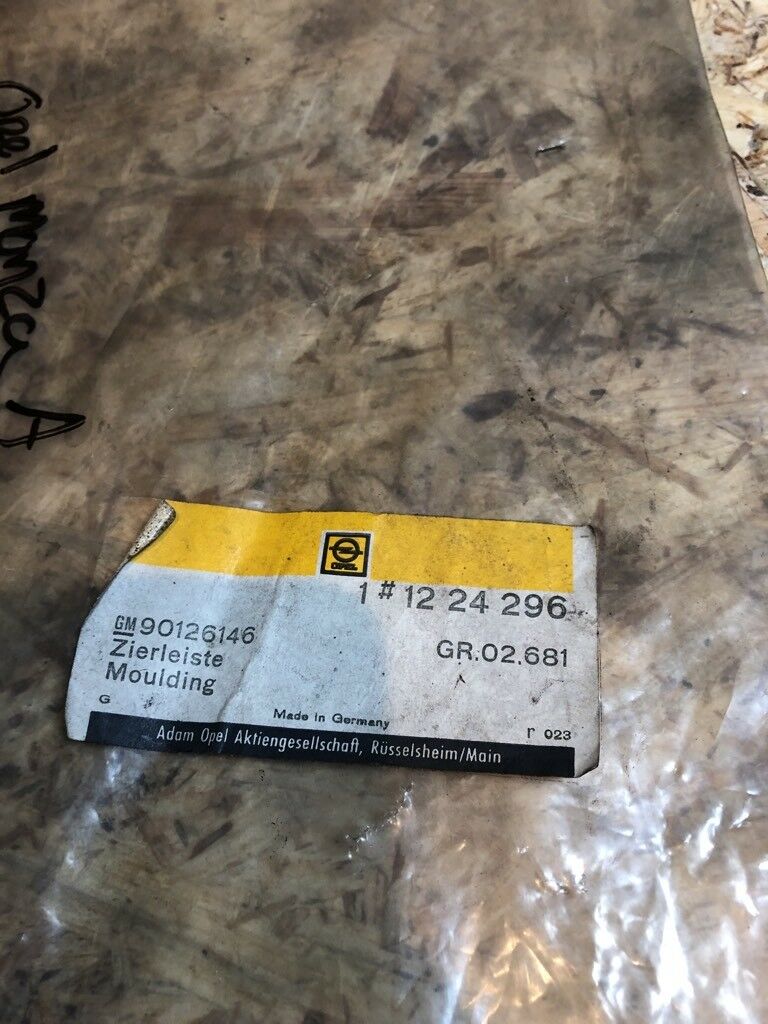 Opel Monza A
OPEL
1 # 12 24 296
GM 90126146
GR.02.681
Zierleiste
Moulding
G
Made in Germany
r 023
Adam Opel Aktiengesellschaft, Rüsselsheim/Main